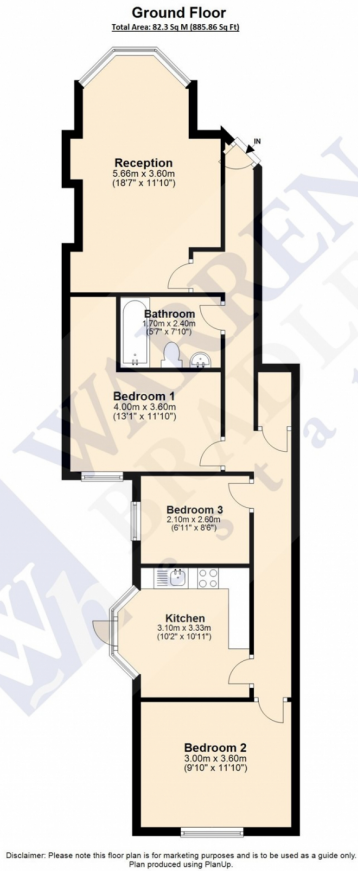 Ground Floor
Total Area: 82.3 Sq M (885.86 Sq Ft)
IN
Reception
5.66m x 3.60m
(18'7" x 11'10")
Bathroom
1.70m x 2.40m
(5'7" x 7'10")
Bedroom 1
4.00m x 3.60m
(13'1" x 11'10")
Bedroom 3
2.10m x 2.60m
(6'11" x 8'6")
Kitchen
3.10m x 3.33m
(10'2" x 10'11")
Bedroom 2
3.00m x 3.60m
(9'10" x 11'10")
WARREN
Disclaimer: Please note this floor plan is for marketing purposes and is to be used as a guide only.
Plan produced using PlanUp.